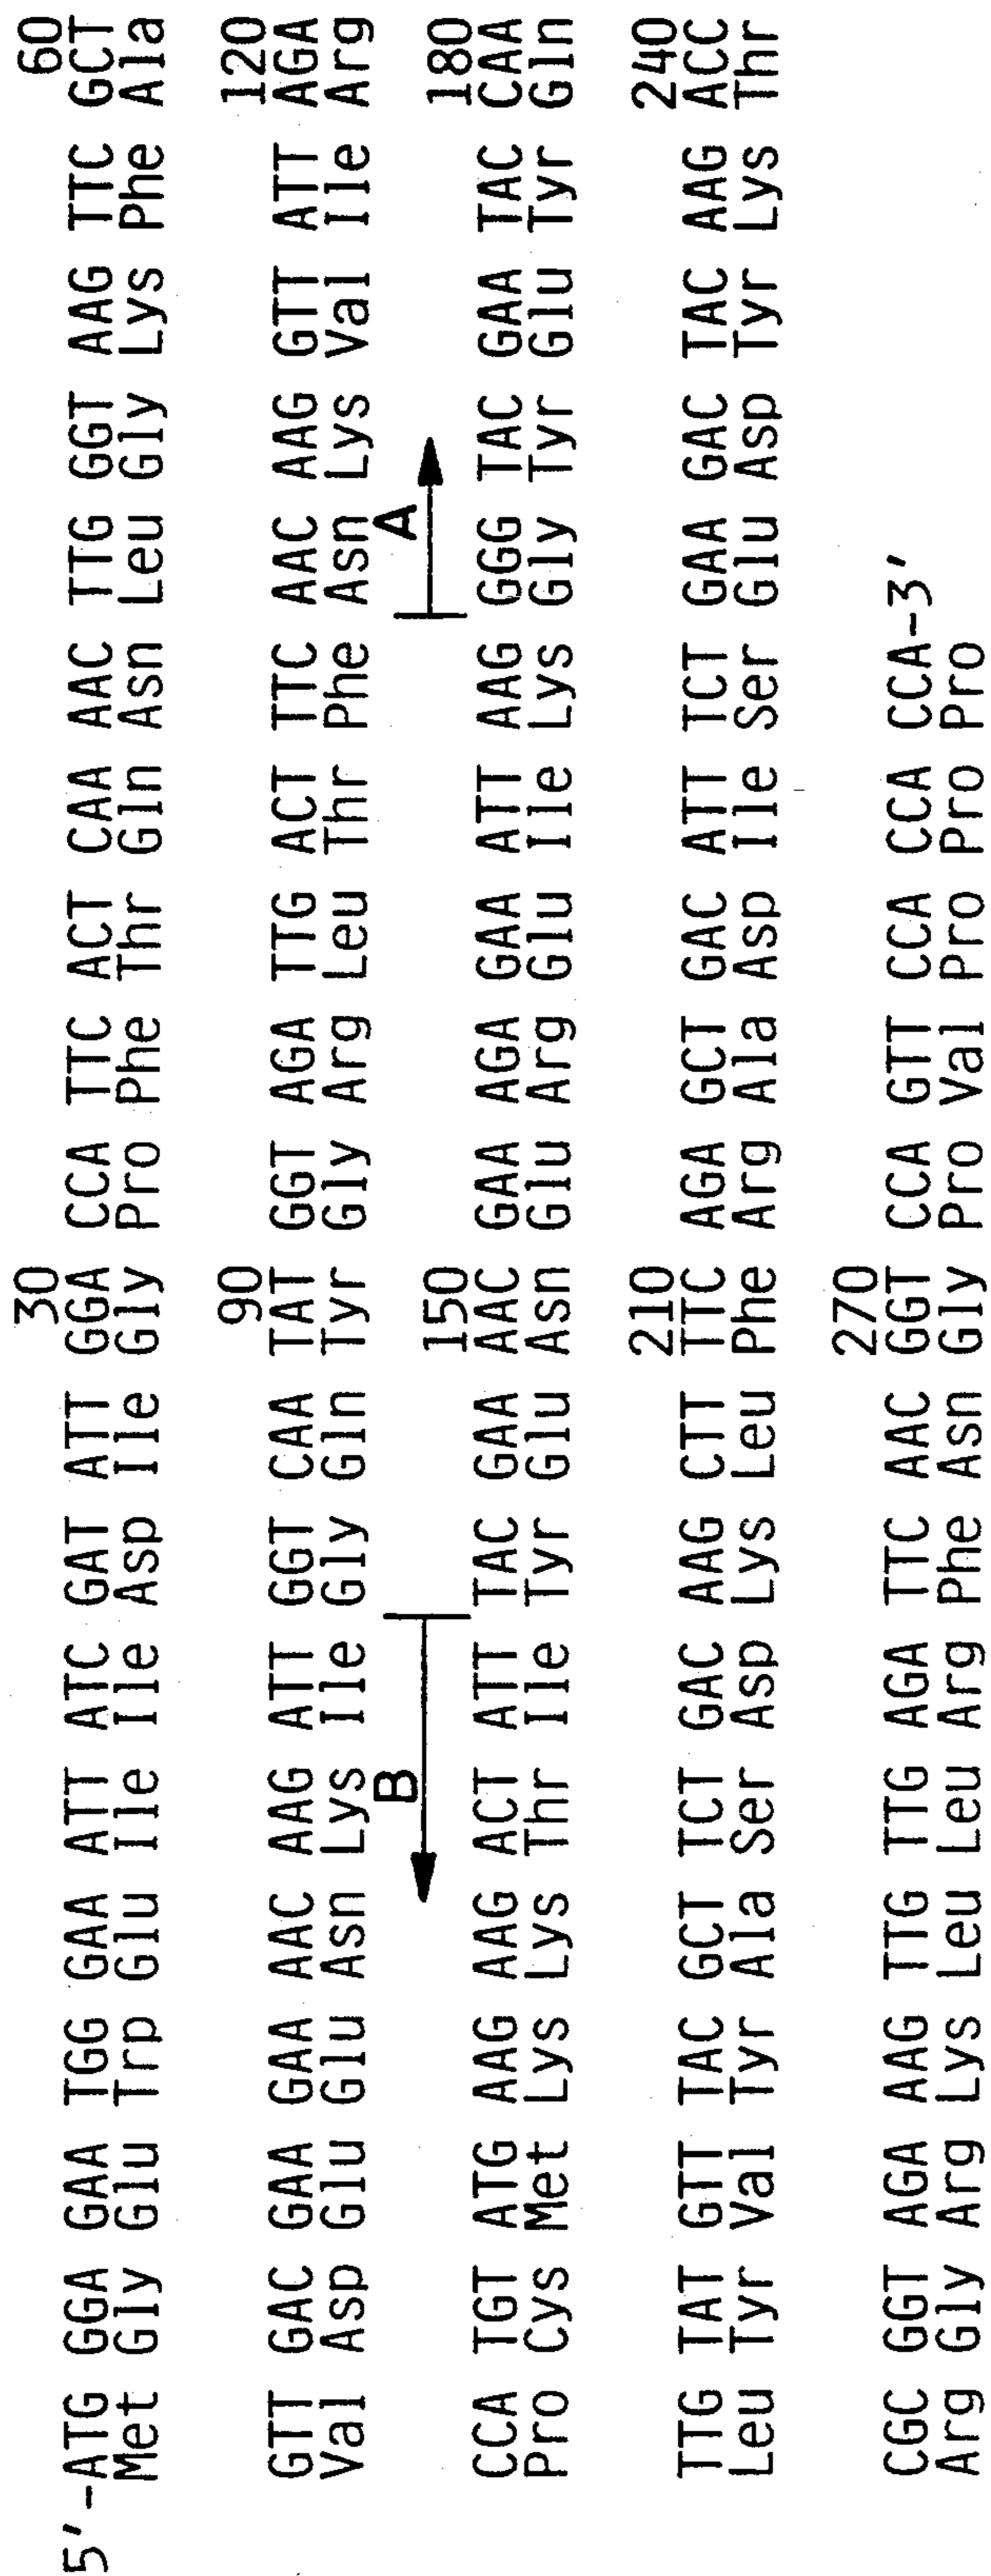 30 60
5'-ATG GGA GAA TGG GAA ATT ATC GAT ATT GGA CCA TTC ACT CAA AAC TTG GGT AAG TTC GCT
Met Gly Glu Trp Glu Ile Ile Asp Ile Gly Pro Phe Thr Gln Asn Leu Gly Lys Phe Ala
90 120
GTT GAC GAA GAA AAC AAG ATT GGT CAA TAT GGT AGA TTG ACT TTC AAC AAG GTT ATT AGA
Val Asp Glu Glu Asn Lys Ile Gly Gln Tyr Gly Arg Leu Thr Phe Asn Lys Val Ile Arg
B A
150 180
CCA TGT ATG AAG AAG ACT ATT TAC GAA AAC GAA AGA GAA ATT AAG GGG TAC GAA TAC CAA
Pro Cys Met Lys Lys Thr Ile Tyr Glu Asn Glu Arg Glu Ile Lys Gly Tyr Glu Tyr Gln
210 240
TTG TAT GTT TAC GCT TCT GAC AAG CTT TTC AGA GCT GAC ATT TCT GAA GAC TAC AAG ACC
Leu Tyr Val Tyr Ala Ser Asp Lys Leu Phe Arg Ala Asp Ile Ser Glu Asp Tyr Lys Thr
270
CGC GGT AGA AAG TTG TTG AGA TTC AAC GGT CCA GTT CCA CCA CCA-3'
Arg Gly Arg Lys Leu Leu Arg Phe Asn Gly Pro Val Pro Pro Pro